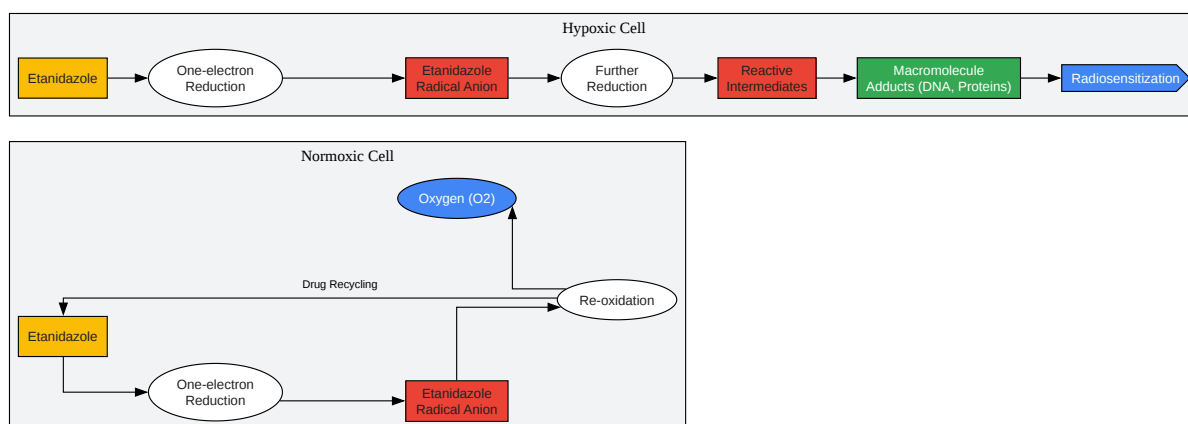 Hypoxic Cell
Etanidazole
One-electron
Reduction
Etanidazole
Radical Anion
Further
Reduction
Reactive
Intermediates
Macromolecule
Adducts (DNA, Proteins)
Radiosensitization
Normoxic Cell
Oxygen (O2)
Drug Recycling
Re-oxidation
Etanidazole
One-electron
Reduction
Etanidazole
Radical Anion